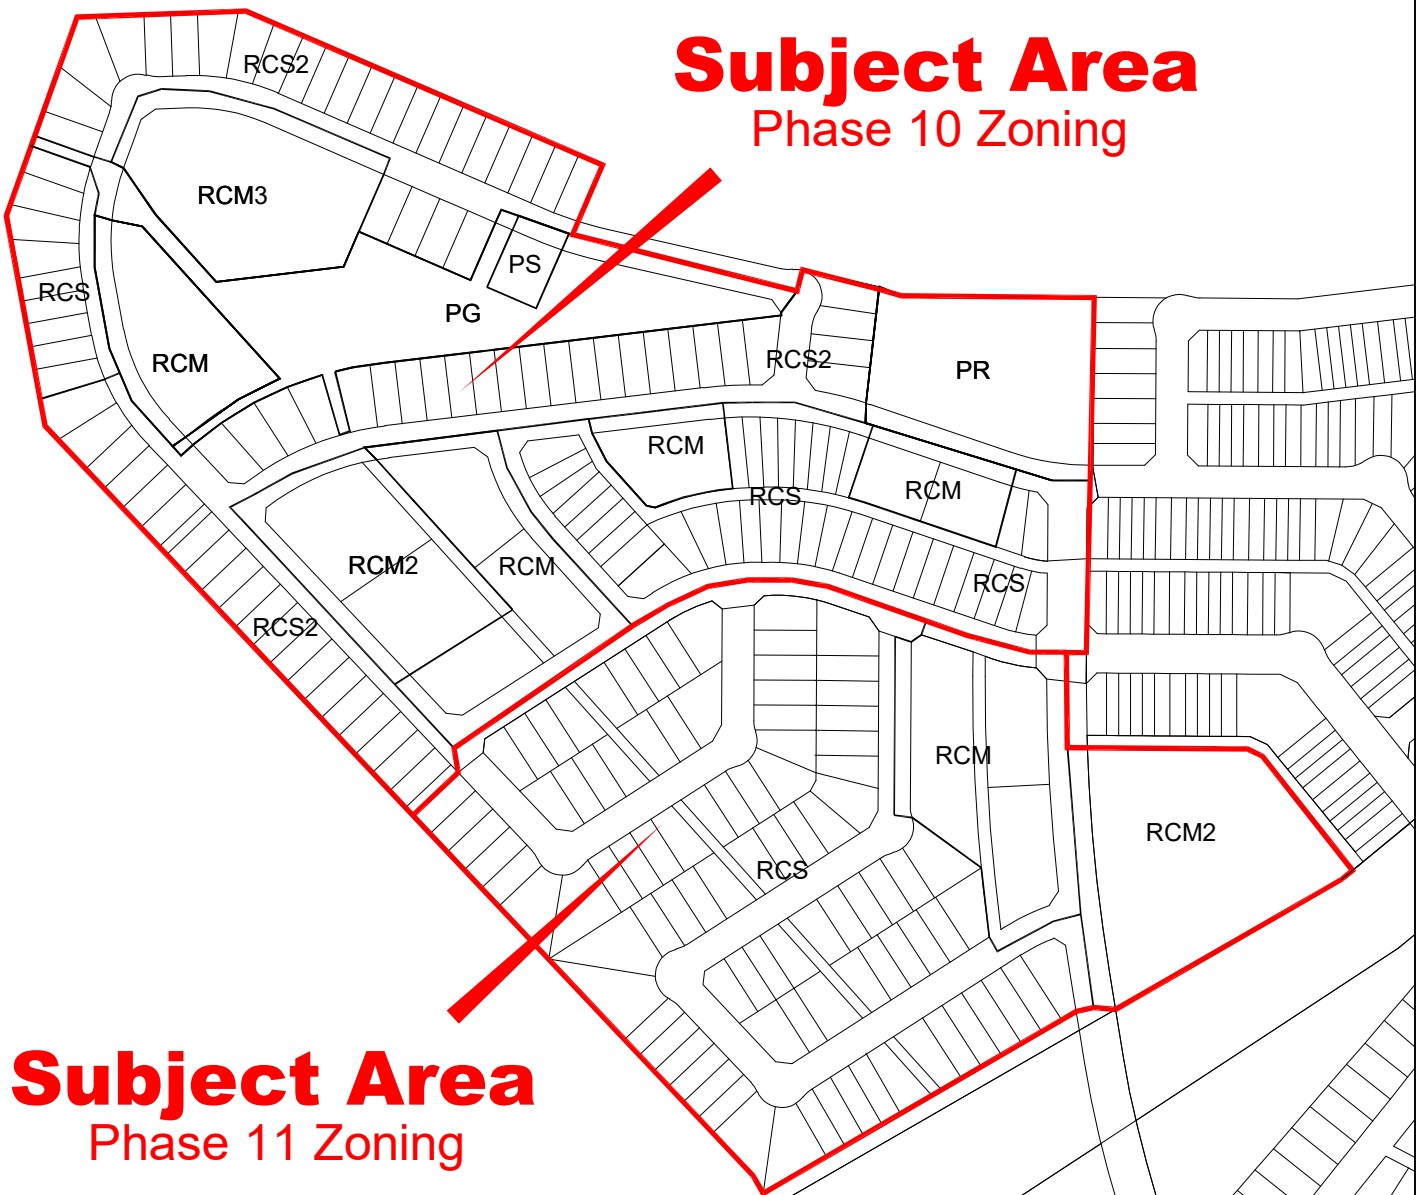 Subject Area
Phase 10 Zoning
RCS2
RCM3
PS
RCS
PG
RCM
RCS2
PR
RCM
RCM
RCS
RCM2
RCM
RCS
RCS2
RCM
RCM2
RCS
Subject Area
Phase 11 Zoning